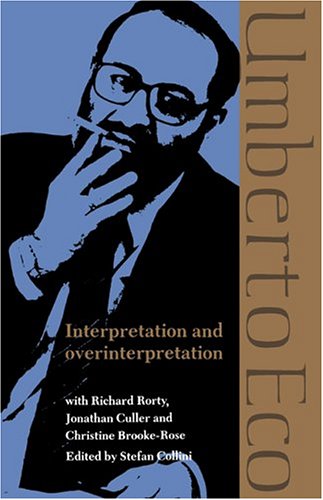 Umberto Eco
Interpretation and
overinterpretation
with Richard Rorty,
Jonathan Culler and
Christine Brooke-Rose
Edited by Stefan Collini